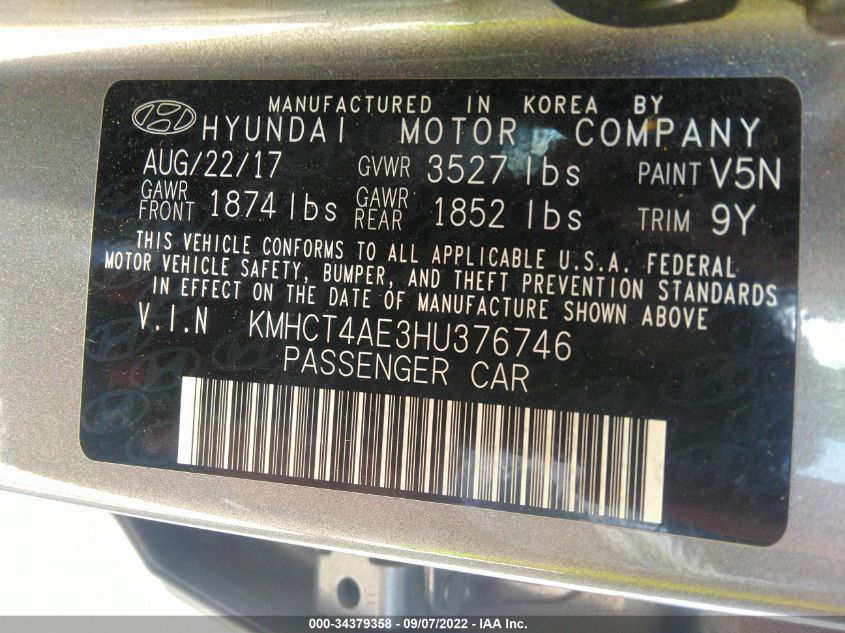 MANUFACTURED IN KOREA BY
HYUNDAI MOTOR COMPANY
AUG/22/17 GVWR 3527 lbs PAINT V5N
GAWR FRONT 1874 lbs GAWR REAR 1852 lbs TRIM 9Y
THIS VEHICLE CONFORMS TO ALL APPLICABLE U.S.A. FEDERAL
MOTOR VEHICLE SAFETY, BUMPER, AND THEFT PREVENTION STANDARDS
IN EFFECT ON THE DATE OF MANUFACTURE SHOWN ABOVE
V.I.N KMHCT4AE3HU376746
PASSENGER CAR
000-34379358 - 09/07/2022 - IAA Inc.